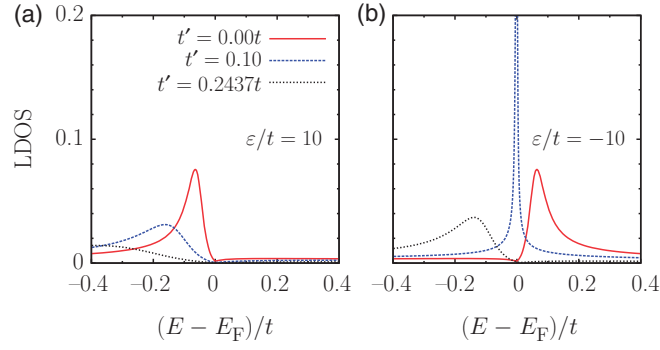 (a)
(b)
0.2
t′ = 0.00t
t′ = 0.10
t′ = 0.2437t
LDOS
0.1
ε/t = 10
ε/t = −10
0
−0.4 −0.2 0 0.2 0.4
−0.4 −0.2 0 0.2 0.4
(E − E_F)/t
(E − E_F)/t